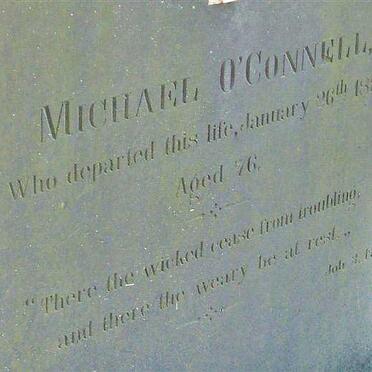 MICHAEL O'CONNELL,
Who departed this life, January 26th
Aged 76.
"There the wicked cease from troubling,
and there the weary be at rest."
Job 3.